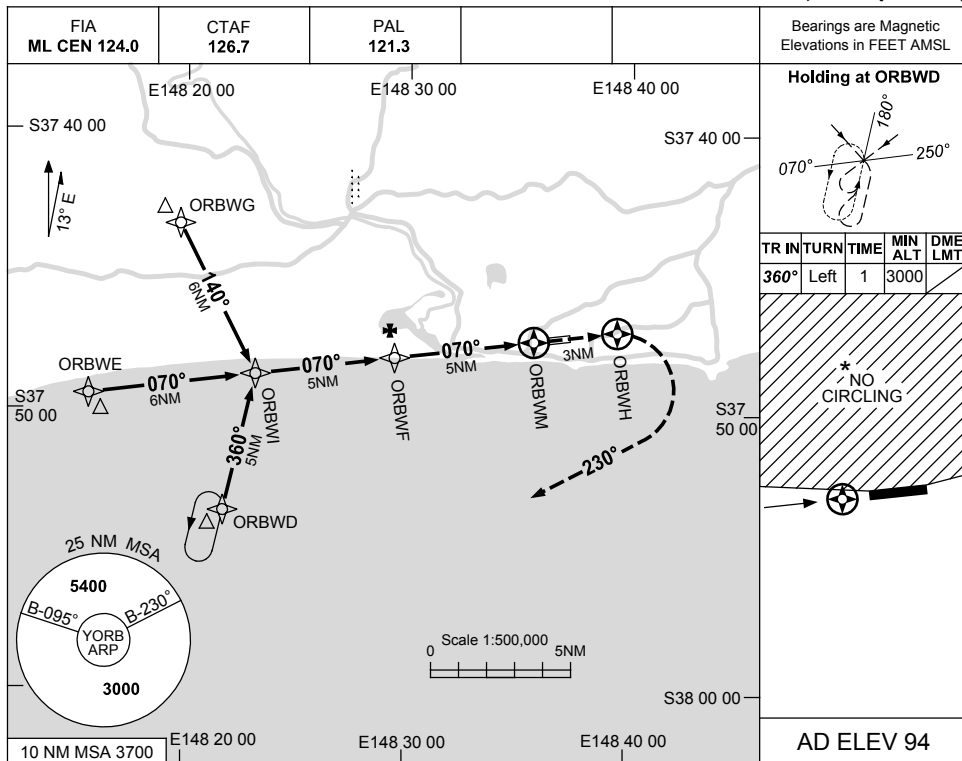 FIA
ML CEN 124.0
CTAF
126.7
PAL
121.3
Bearings are Magnetic
Elevations in FEET AMSL
E148 20 00
E148 30 00
E148 40 00
S37 40 00
S37 40 00
13° E
ORBWG
140°
6NM
ORBWE
070°
6NM
ORBWI
070°
5NM
ORBWF
070°
5NM
ORBWM
3NM
ORBWH
S37
50 00
S37
50 00
360°
5NM
ORBWD
230°
25 NM MSA
5400
B-095°
B-230°
YORB
ARP
3000
Scale 1:500,000
0
5NM
S38 00 00
10 NM MSA 3700
E148 20 00
E148 30 00
E148 40 00
Holding at ORBWD
180°
070°
250°
TR IN TURN TIME MIN ALT DME LMT
360° Left 1 3000
*
NO
CIRCLING
AD ELEV 94